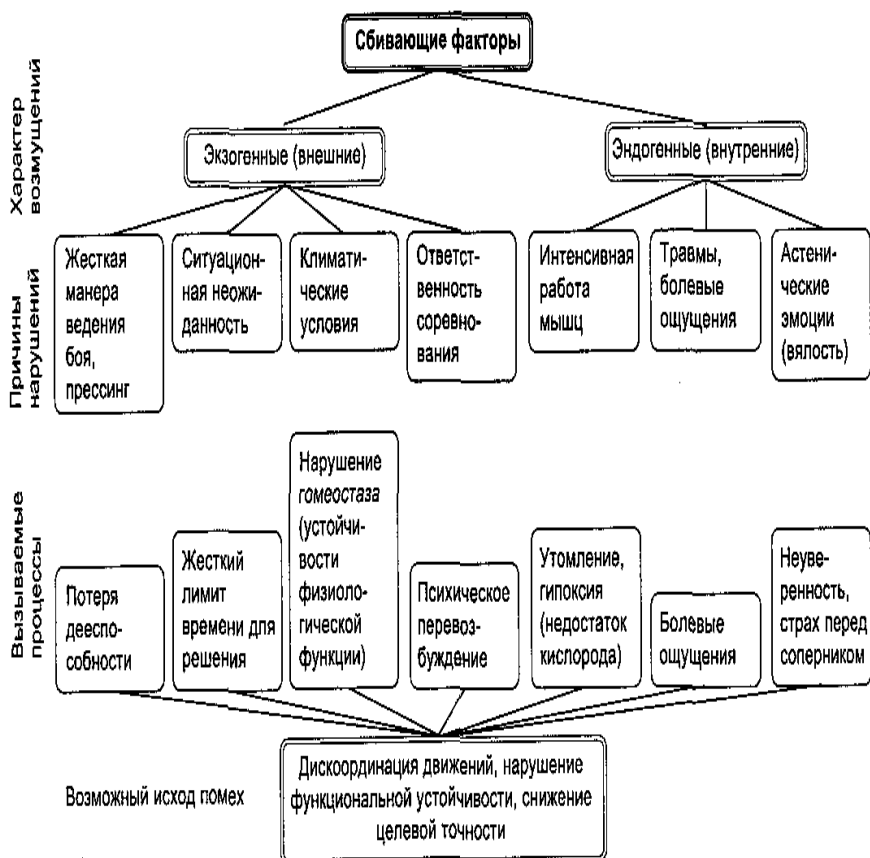 Сбивающие факторы
Характер
возмущений
Экзогенные (внешние)
Эндогенные (внутренние)
Причины
нарушений
Жесткая
манера
ведения
боя,
прессинг
Ситуацион-
ная неожи-
данность
Климати-
ческие
условия
Ответст-
венность
соревно-
вания
Интенсивная
работа
мышц
Травмы,
болевые
ощущения
Астени-
ческие
эмоции
(вялость)
Вызываемые
процессы
Потеря
дееспо-
собности
Жесткий
лимит
времени для
решения
Нарушение
гомеостаза
(устойчи-
вости
физиоло-
гической
функции)
Психическое
перевоз-
буждение
Утомление,
гипоксия
(недостаток
кислорода)
Болевые
ощущения
Неуве-
ренность,
страх перед
соперником
Возможный исход помех
Дискоординация движений, нарушение
функциональной устойчивости, снижение
целевой точности